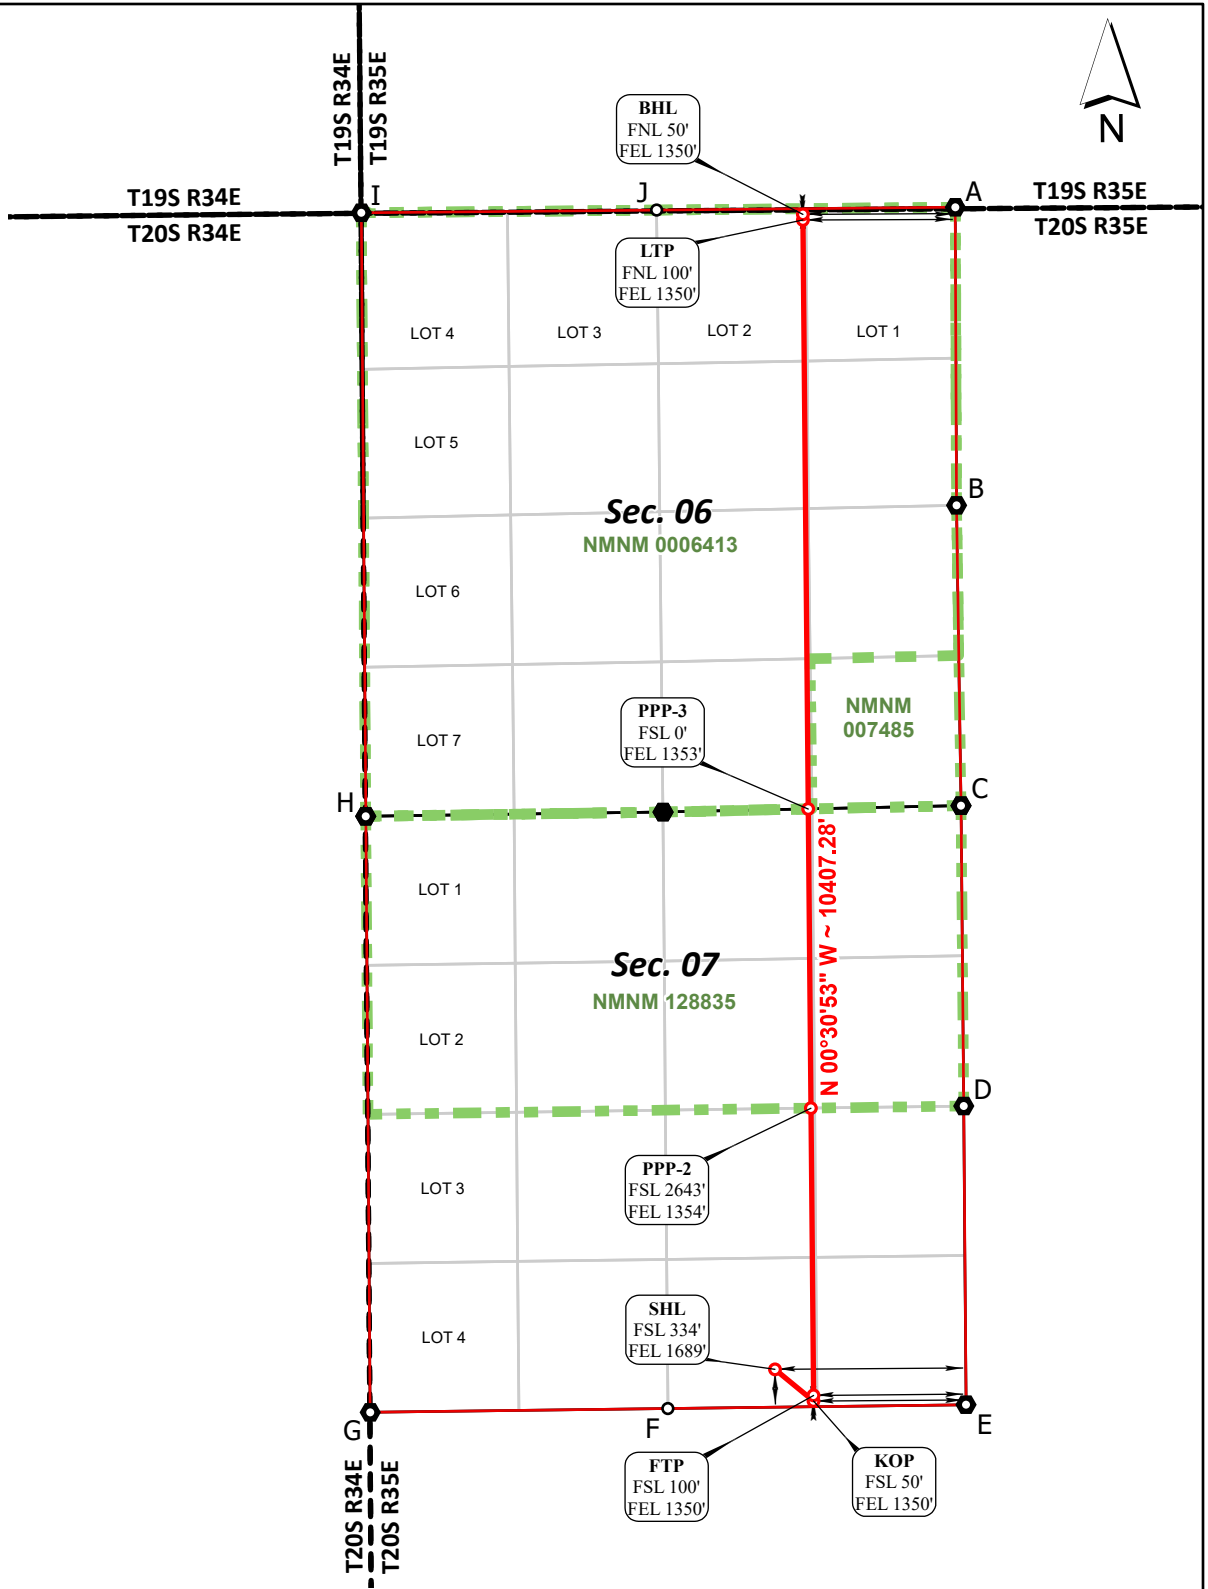 T19S R34E
T19S R35E
N
BHL
FNL 50'
FEL 1350'
T19S R34E
T20S R34E
I
J
A
T19S R35E
T20S R35E
LTP
FNL 100'
FEL 1350'
LOT 4
LOT 3
LOT 2
LOT 1
LOT 5
B
Sec. 06
NMNM 0006413
LOT 6
PPP-3
FSL 0'
FEL 1353'
NMNM
007485
LOT 7
H
C
N 00°30'53" W ~ 10407.28'
LOT 1
Sec. 07
NMNM 128835
LOT 2
D
PPP-2
FSL 2643'
FEL 1354'
LOT 3
SHL
FSL 334'
FEL 1689'
LOT 4
G
F
E
FTP
FSL 100'
FEL 1350'
KOP
FSL 50'
FEL 1350'
T20S R34E
T20S R35E